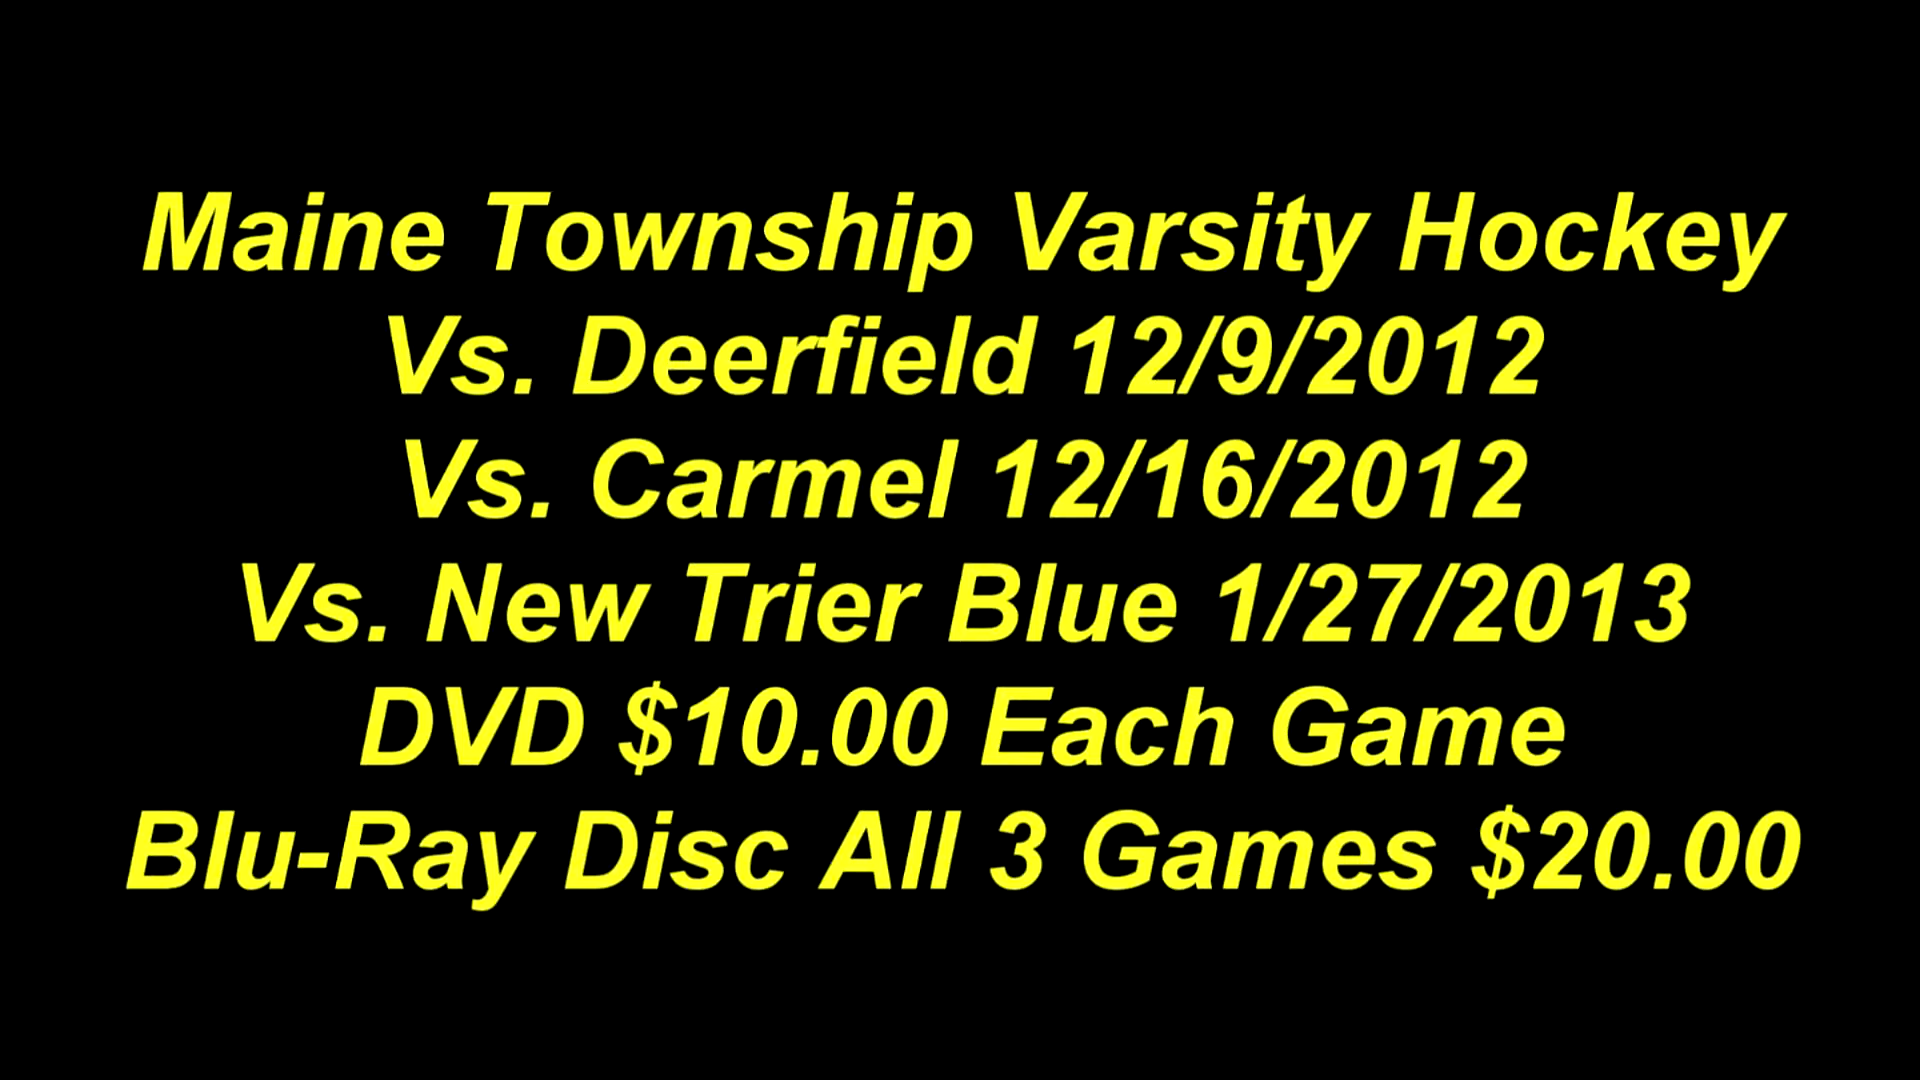 Maine Township Varsity Hockey
Vs. Deerfield 12/9/2012
Vs. Carmel 12/16/2012
Vs. New Trier Blue 1/27/2013
DVD $10.00 Each Game
Blu-Ray Disc All 3 Games $20.00